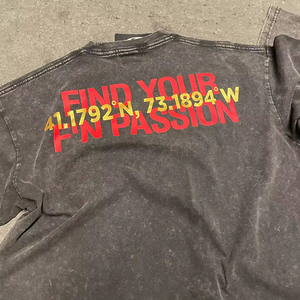 FIND YOUR
41.1792°N, 73.1894°W
F'N PASSION